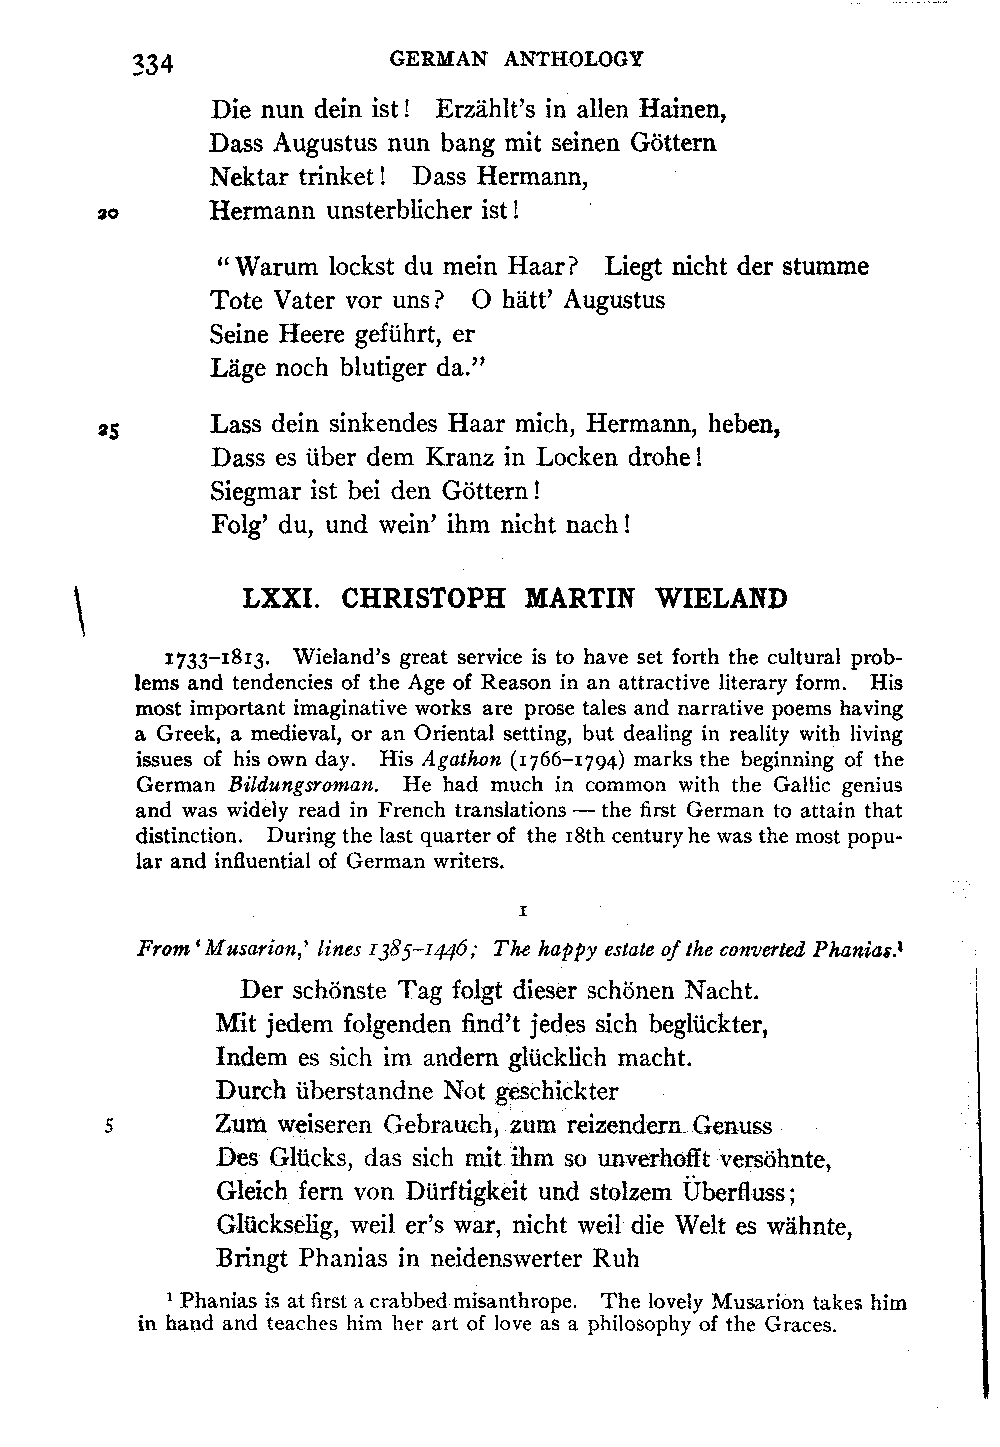 334 GERMAN ANTHOLOGY
Die nun dein ist! Erzählt's in allen Hainen,
Dass Augustus nun bang mit seinen Göttern
Nektar trinket! Dass Hermann,
20 Hermann unsterblicher ist!
“Warum lockst du mein Haar? Liegt nicht der stumme
Tote Vater vor uns? O hätt' Augustus
Seine Heere geführt, er
Läge noch blutiger da.”
25 Lass dein sinkendes Haar mich, Hermann, heben,
Dass es über dem Kranz in Locken drohe!
Siegmar ist bei den Göttern!
Folg' du, und wein' ihm nicht nach!
LXXI. CHRISTOPH MARTIN WIELAND
1733–1813. Wieland's great service is to have set forth the cultural prob-
lems and tendencies of the Age of Reason in an attractive literary form. His
most important imaginative works are prose tales and narrative poems having
a Greek, a medieval, or an Oriental setting, but dealing in reality with living
issues of his own day. His Agathon (1766–1794) marks the beginning of the
German Bildungsroman. He had much in common with the Gallic genius
and was widely read in French translations — the first German to attain that
distinction. During the last quarter of the 18th century he was the most popu-
lar and influential of German writers.
1
From ‘Musarion,’ lines 1385–1446; The happy estate of the converted Phanias.¹
Der schönste Tag folgt dieser schönen Nacht.
Mit jedem folgenden find't jedes sich beglückter,
Indem es sich im andern glücklich macht.
Durch überstandne Not geschickter
5 Zum weiseren Gebrauch, zum reizendern Genuss
Des Glücks, das sich mit ihm so unverhofft versöhnte,
Gleich fern von Dürftigkeit und stolzem Überfluss;
Glückselig, weil er's war, nicht weil die Welt es wähnte,
Bringt Phanias in neidenswerter Ruh
¹ Phanias is at first a crabbed misanthrope. The lovely Musarion takes him
in hand and teaches him her art of love as a philosophy of the Graces.